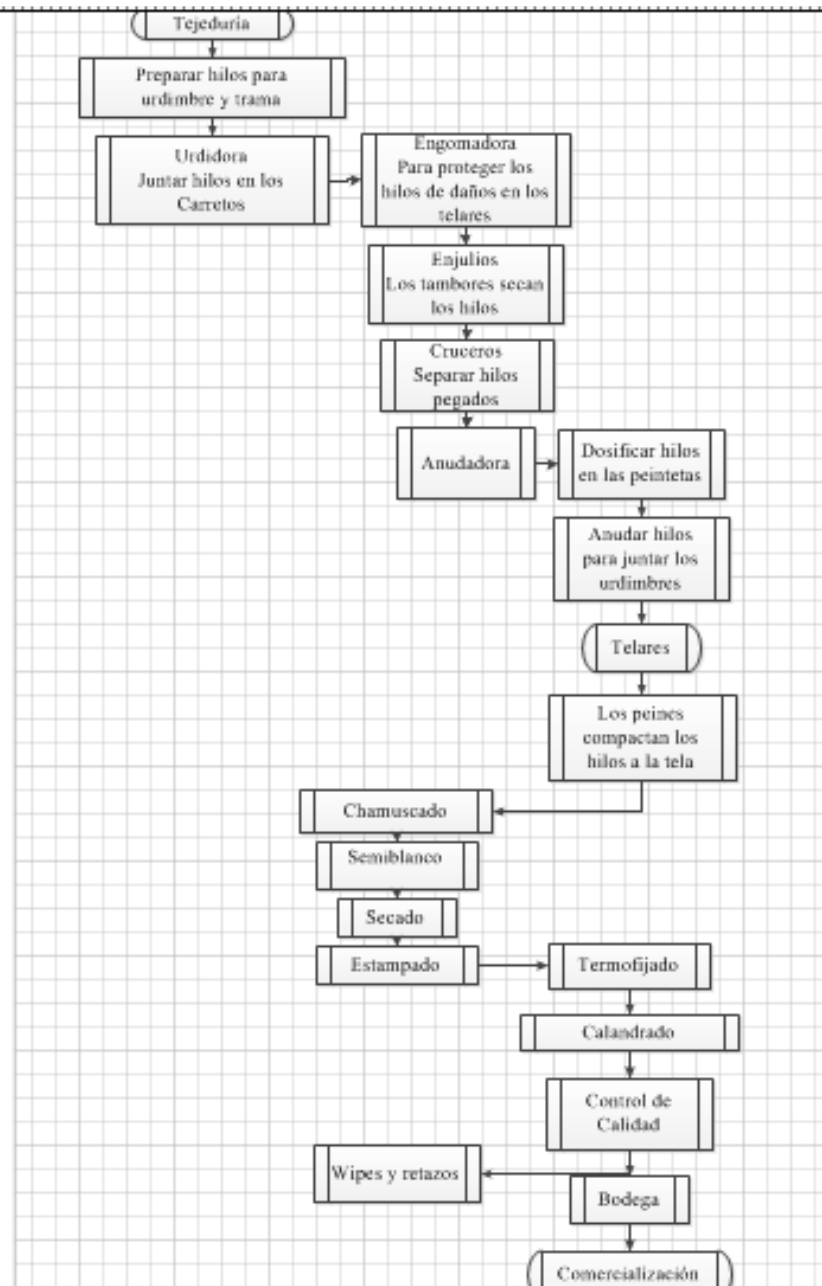 Tejeduría
Preparar hilos para
urdimbre y trama
Urdidora
Juntar hilos en los
Carretos
Engomadora
Para proteger los
hilos de daños en los
telares
Enjulios
Los tambores secan
los hilos
Cruceros
Separar hilos
pegados
Anudadora
Dosificar hilos
en las peintetas
Anudar hilos
para juntar los
urdimbres
Telares
Los peines
compactan los
hilos a la tela
Chamuscado
Semiblanco
Secado
Estampado
Termofijado
Calandrado
Control de
Calidad
Wipes y retazos
Bodega
Comercialización